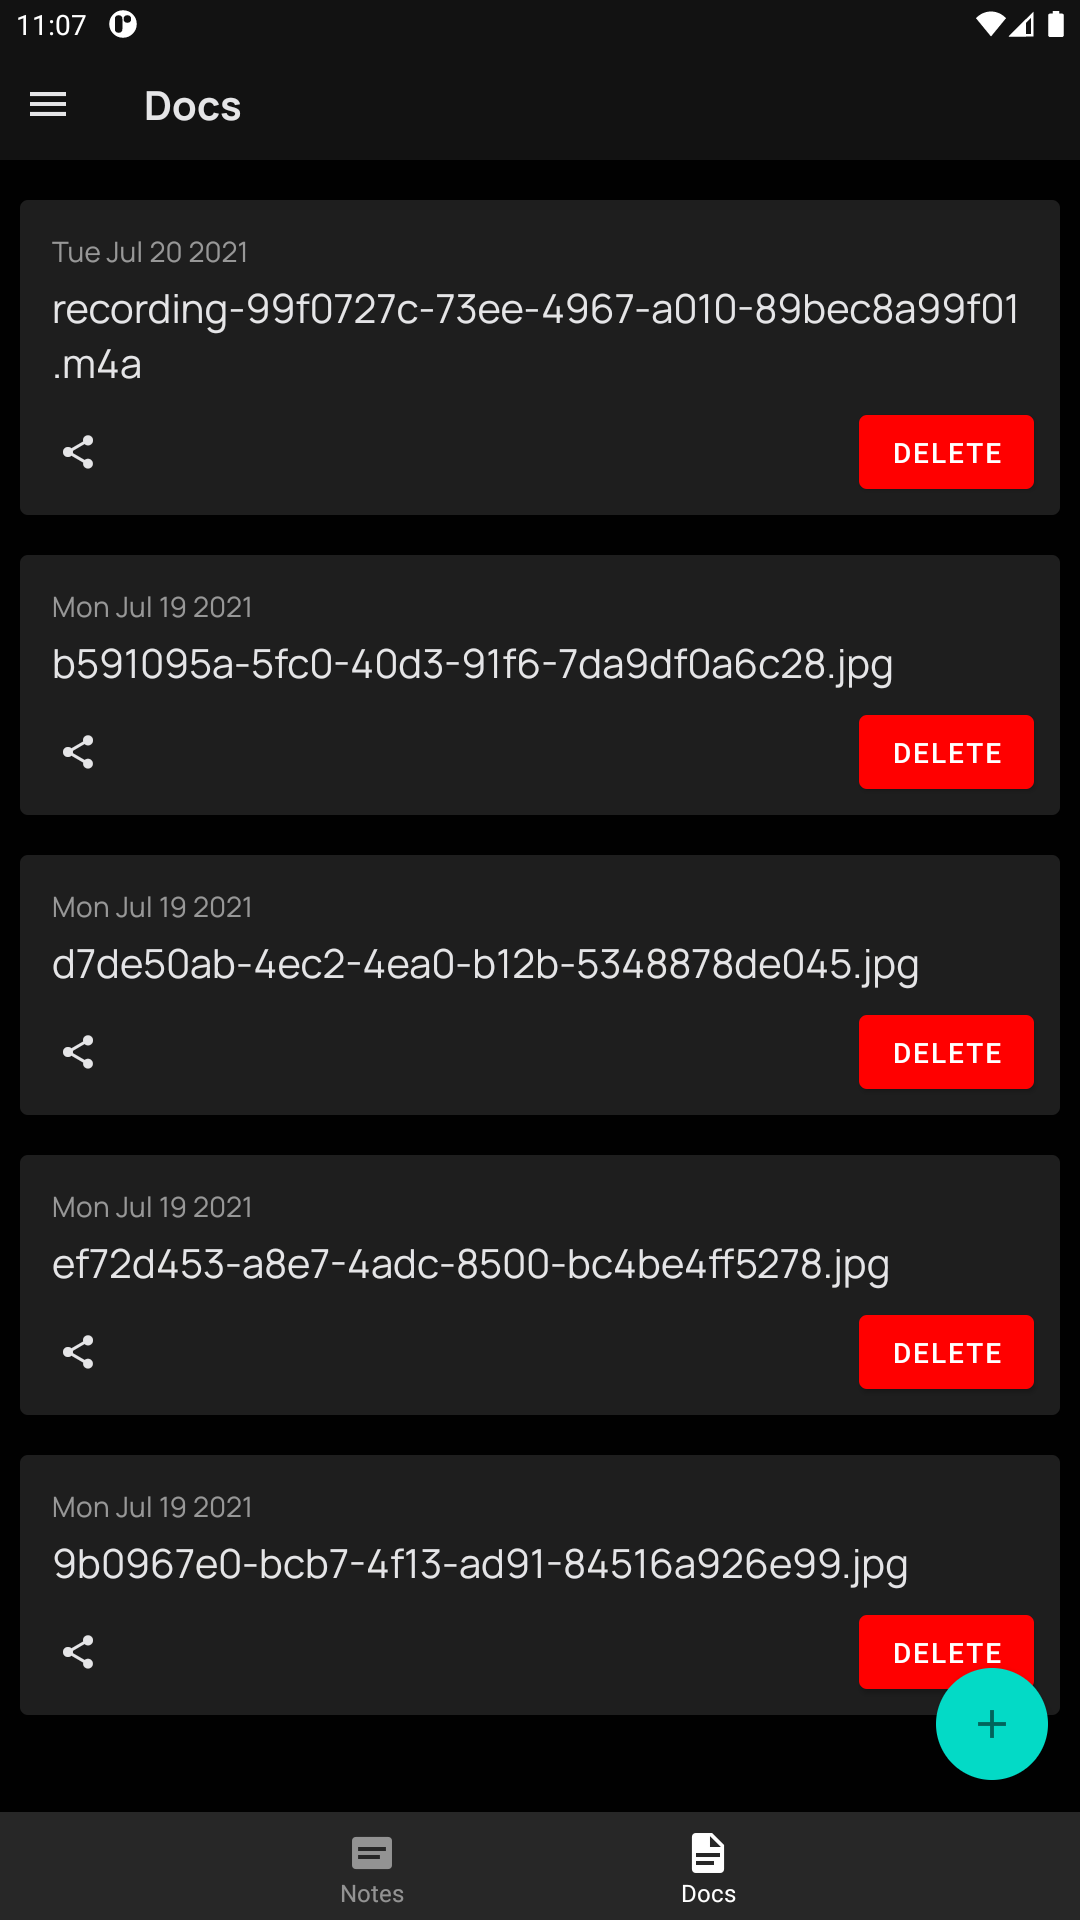 11:07
Docs
Tue Jul 20 2021
recording-99f0727c-73ee-4967-a010-89bec8a99f01
.m4a
DELETE
Mon Jul 19 2021
b591095a-5fc0-40d3-91f6-7da9df0a6c28.jpg
DELETE
Mon Jul 19 2021
d7de50ab-4ec2-4ea0-b12b-5348878de045.jpg
DELETE
Mon Jul 19 2021
ef72d453-a8e7-4adc-8500-bc4be4ff5278.jpg
DELETE
Mon Jul 19 2021
9b0967e0-bcb7-4f13-ad91-84516a926e99.jpg
DELETE
Notes
Docs